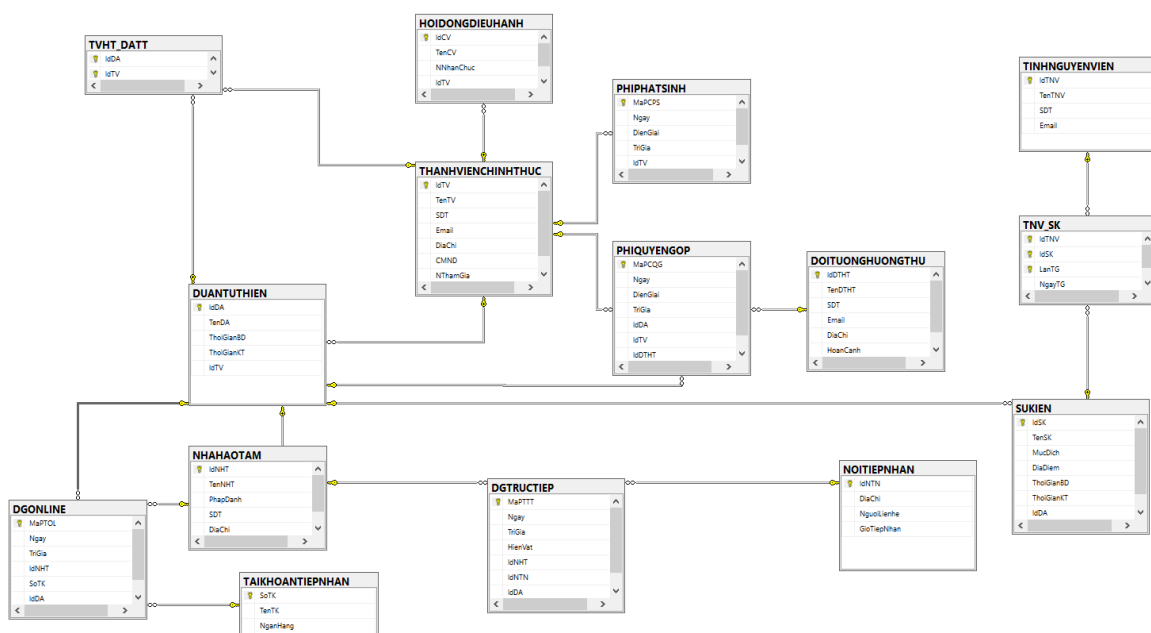 HOIDONGDIEUHANH
IdCV
TenCV
NNhanChuc
IdTV
TVHT_DATT
IdDA
IdTV
TINHNGUYENVIEN
IdTNV
TenTNV
SDT
Email
PHIPHATSINH
MaPCPS
Ngay
DienGiai
TriGia
IdTV
THANHVIENCHINHTHUC
IdTV
TenTV
SDT
Email
DiaChi
CMND
NThamGia
TNV_SK
IdTNV
IdSK
LanTG
NgayTG
PHIQUYENGOP
MaPCQG
Ngay
DienGiai
TriGia
IdDA
IdTV
IdDTHT
DOITUONGHUONGTHU
IdDTHT
TenDTHT
SDT
Email
DiaChi
HoanCanh
DUANTUTHIEN
IdDA
TenDA
ThoiGianBD
ThoiGianKT
IdTV
SUKIEN
IdSK
TenSK
MucDich
DiaDiem
ThoiGianBD
ThoiGianKT
IdDA
NHAHAOTAM
IdNHT
TenNHT
PhapDanh
SDT
DiaChi
NOITIEPNHAN
IdNTN
DiaChi
NguoiLienhe
GioTiepNhan
DGTRUCTIEP
MaPTTT
Ngay
TriGia
HienVat
IdNHT
IdNTN
IdDA
DGONLINE
MaPTOL
Ngay
TriGia
IdNHT
SoTK
IdDA
TAIKHOANTIEPNHAN
SoTK
TenTK
NganHang